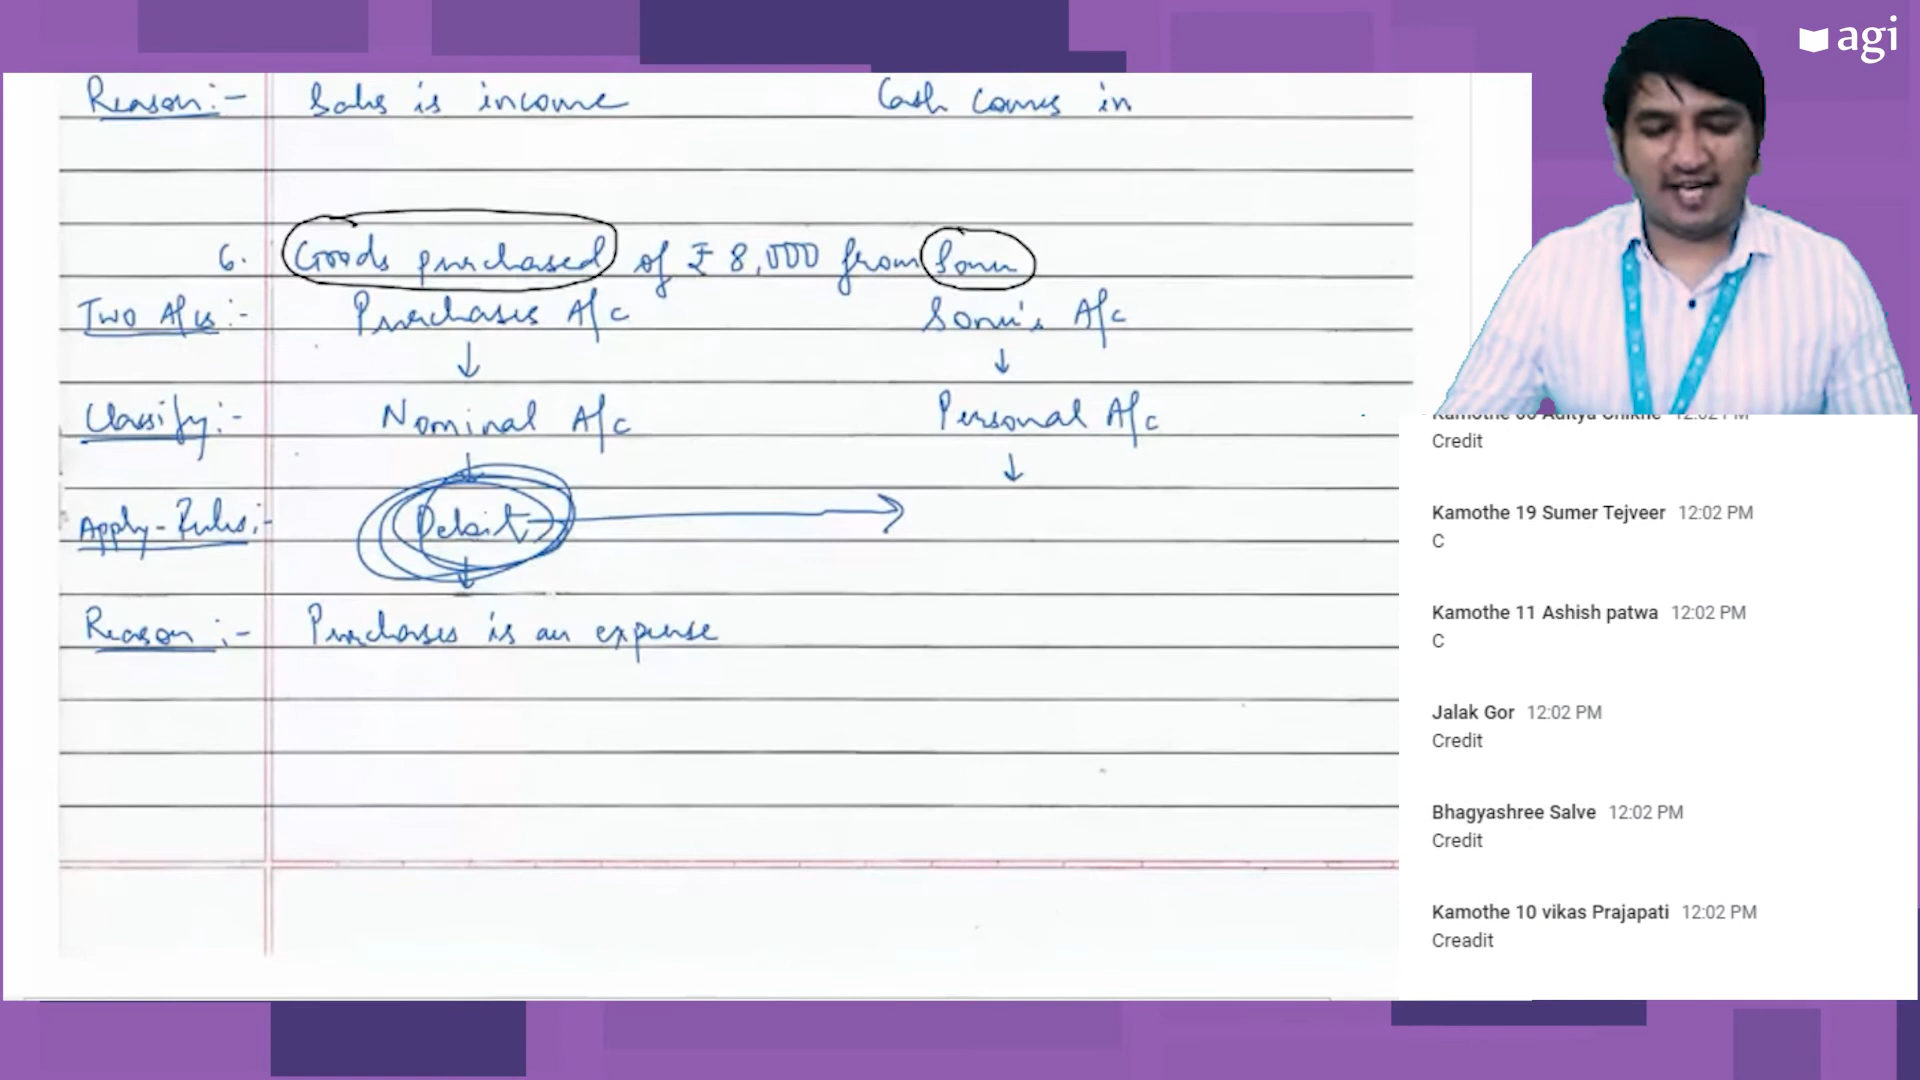 agi
Reason:- Sales is income Cash comes in
6. Goods purchased of ₹ 8,000 from Sonu
Two A/cs:- Purchases A/c Sonu's A/c
Classify:- Nominal A/c Personal A/c
Apply-Rules:- Debit
Reason:- Purchases is an expense
Credit
Kamothe 19 Sumer Tejveer 12:02 PM
C
Kamothe 11 Ashish patwa 12:02 PM
C
Jalak Gor 12:02 PM
Credit
Bhagyashree Salve 12:02 PM
Credit
Kamothe 10 vikas Prajapati 12:02 PM
Creadit